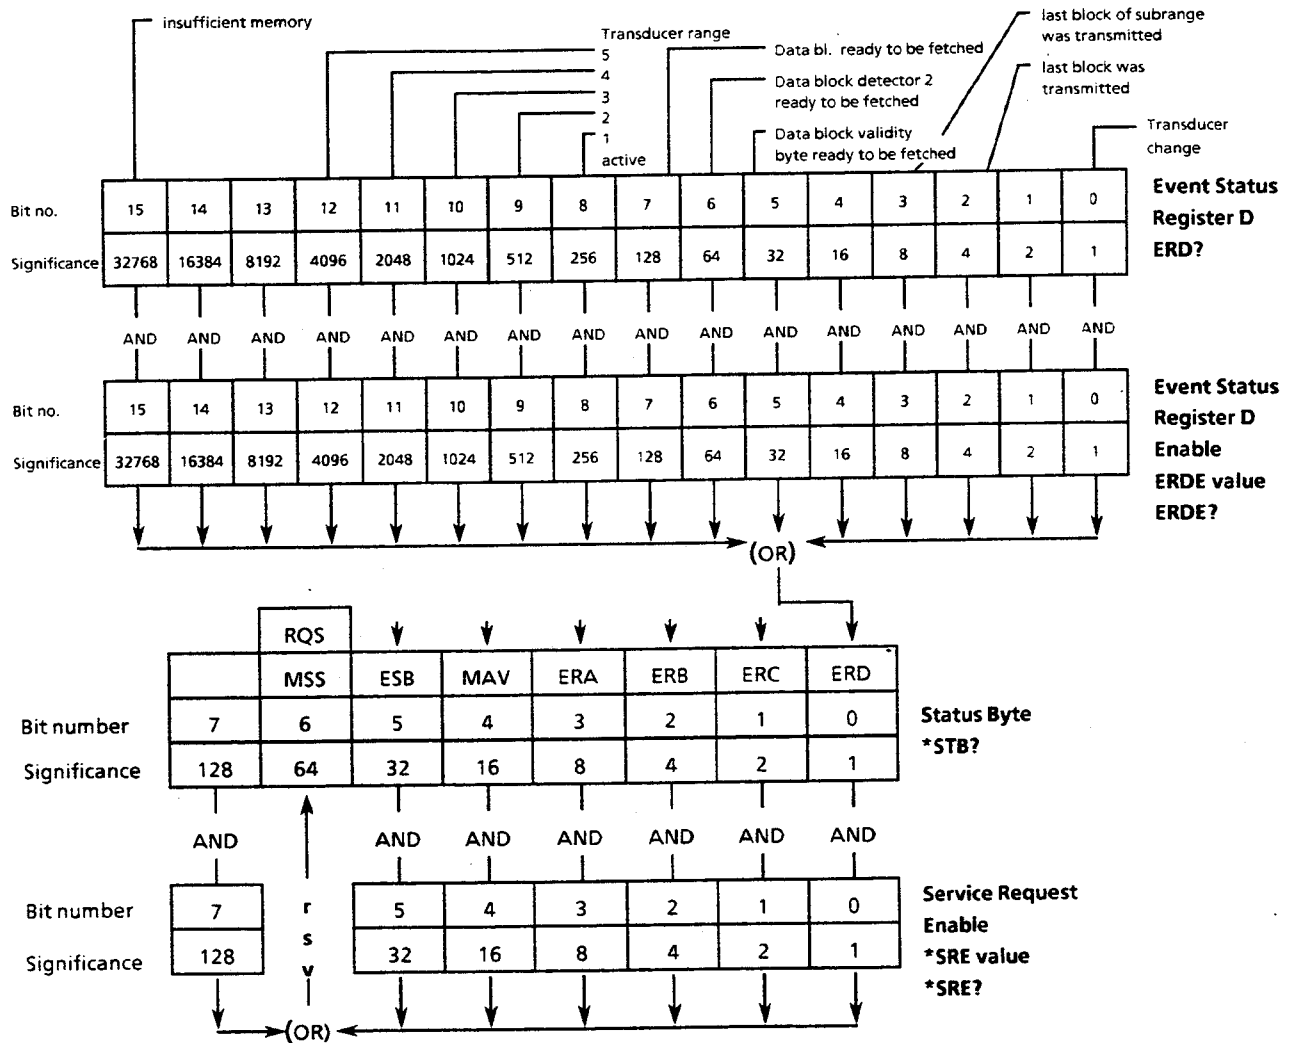 insufficient memory
Transducer range
5
4
3
2
1
active
Data bl. ready to be fetched
Data block detector 2
ready to be fetched
Data block validity
byte ready to be fetched
last block of subrange
was transmitted
last block was
transmitted
Transducer
change
Bit no. 15 14 13 12 11 10 9 8 7 6 5 4 3 2 1 0
Significance 32768 16384 8192 4096 2048 1024 512 256 128 64 32 16 8 4 2 1
Event Status
Register D
ERD?
AND AND AND AND AND AND AND AND AND AND AND AND AND AND AND AND
Bit no. 15 14 13 12 11 10 9 8 7 6 5 4 3 2 1 0
Significance 32768 16384 8192 4096 2048 1024 512 256 128 64 32 16 8 4 2 1
Event Status
Register D
Enable
ERDE value
ERDE?
(OR)
RQS
MSS ESB MAV ERA ERB ERC ERD
Bit number 7 6 5 4 3 2 1 0
Significance 128 64 32 16 8 4 2 1
Status Byte
*STB?
AND AND AND AND AND AND AND
Bit number 7 5 4 3 2 1 0
Significance 128 32 16 8 4 2 1
r
s
v
Service Request
Enable
*SRE value
*SRE?
(OR)